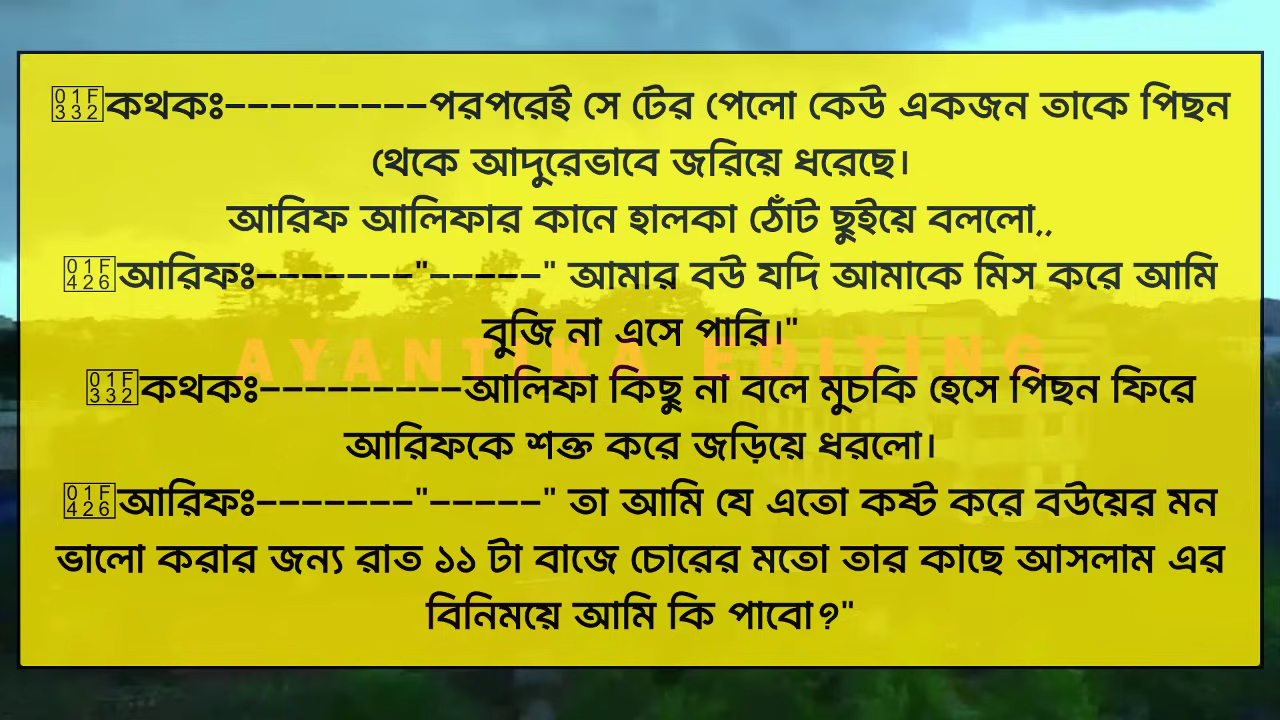 🌲কথকঃ–––––––––পরপরেই সে টের পেলো কেউ একজন তাকে পিছন
থেকে আদুরেভাবে জরিয়ে ধরেছে।
আরিফ আলিফার কানে হালকা ঠোঁট ছুইয়ে বললো,,
🐦আরিফঃ–––––––"–––––" আমার বউ যদি আমাকে মিস করে আমি
বুজি না এসে পারি।"
AYANTIKA EDITING
🌲কথকঃ–––––––––আলিফা কিছু না বলে মুচকি হেসে পিছন ফিরে
আরিফকে শক্ত করে জড়িয়ে ধরলো।
🐦আরিফঃ–––––––"–––––" তা আমি যে এতো কষ্ট করে বউয়ের মন
ভালো করার জন্য রাত ১১ টা বাজে চোরের মতো তার কাছে আসলাম এর
বিনিময়ে আমি কি পাবো?"